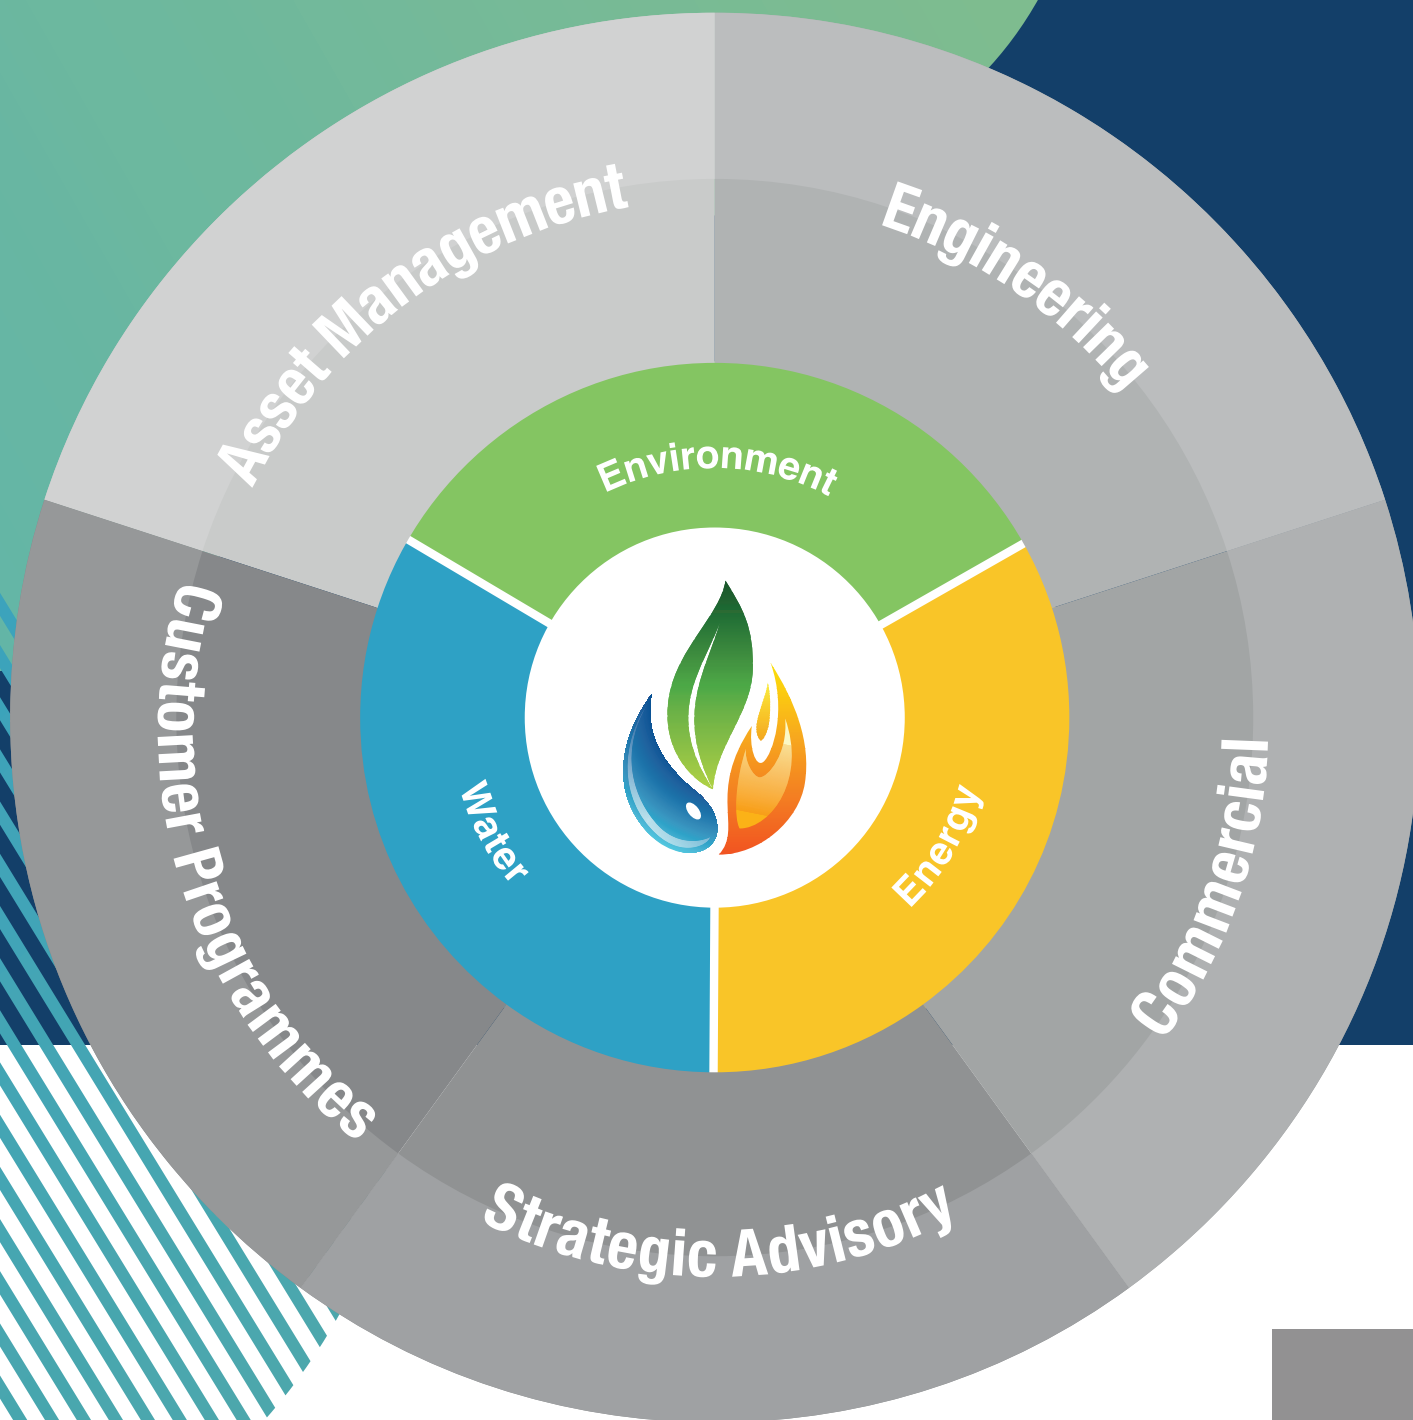 Asset Management
Engineering
Environment
Customer Programmes
Water
Energy
Commercial
Strategic Advisory